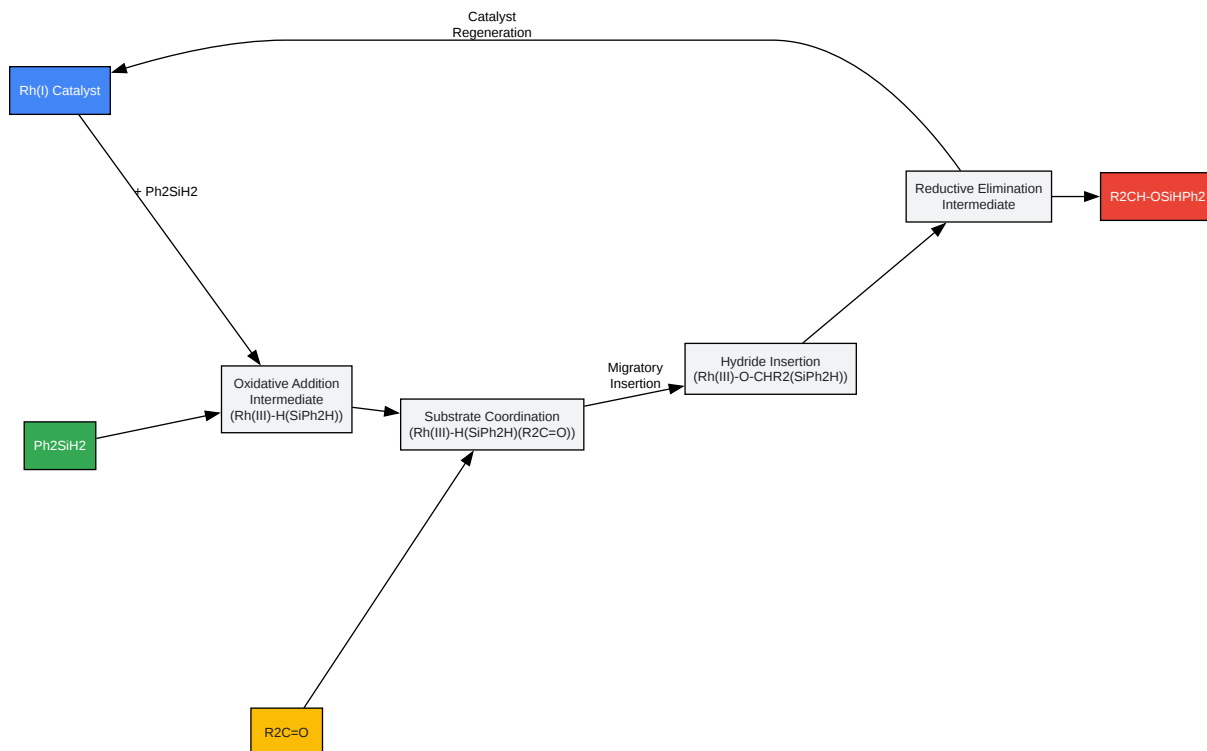 Catalyst
Regeneration
Rh(I) Catalyst
+ Ph2SiH2
Reductive Elimination
Intermediate
R2CH-OSiHPh2
Oxidative Addition
Intermediate
(Rh(III)-H(SiPh2H))
Migratory
Insertion
Hydride Insertion
(Rh(III)-O-CHR2(SiPh2H))
Substrate Coordination
(Rh(III)-H(SiPh2H)(R2C=O))
Ph2SiH2
R2C=O